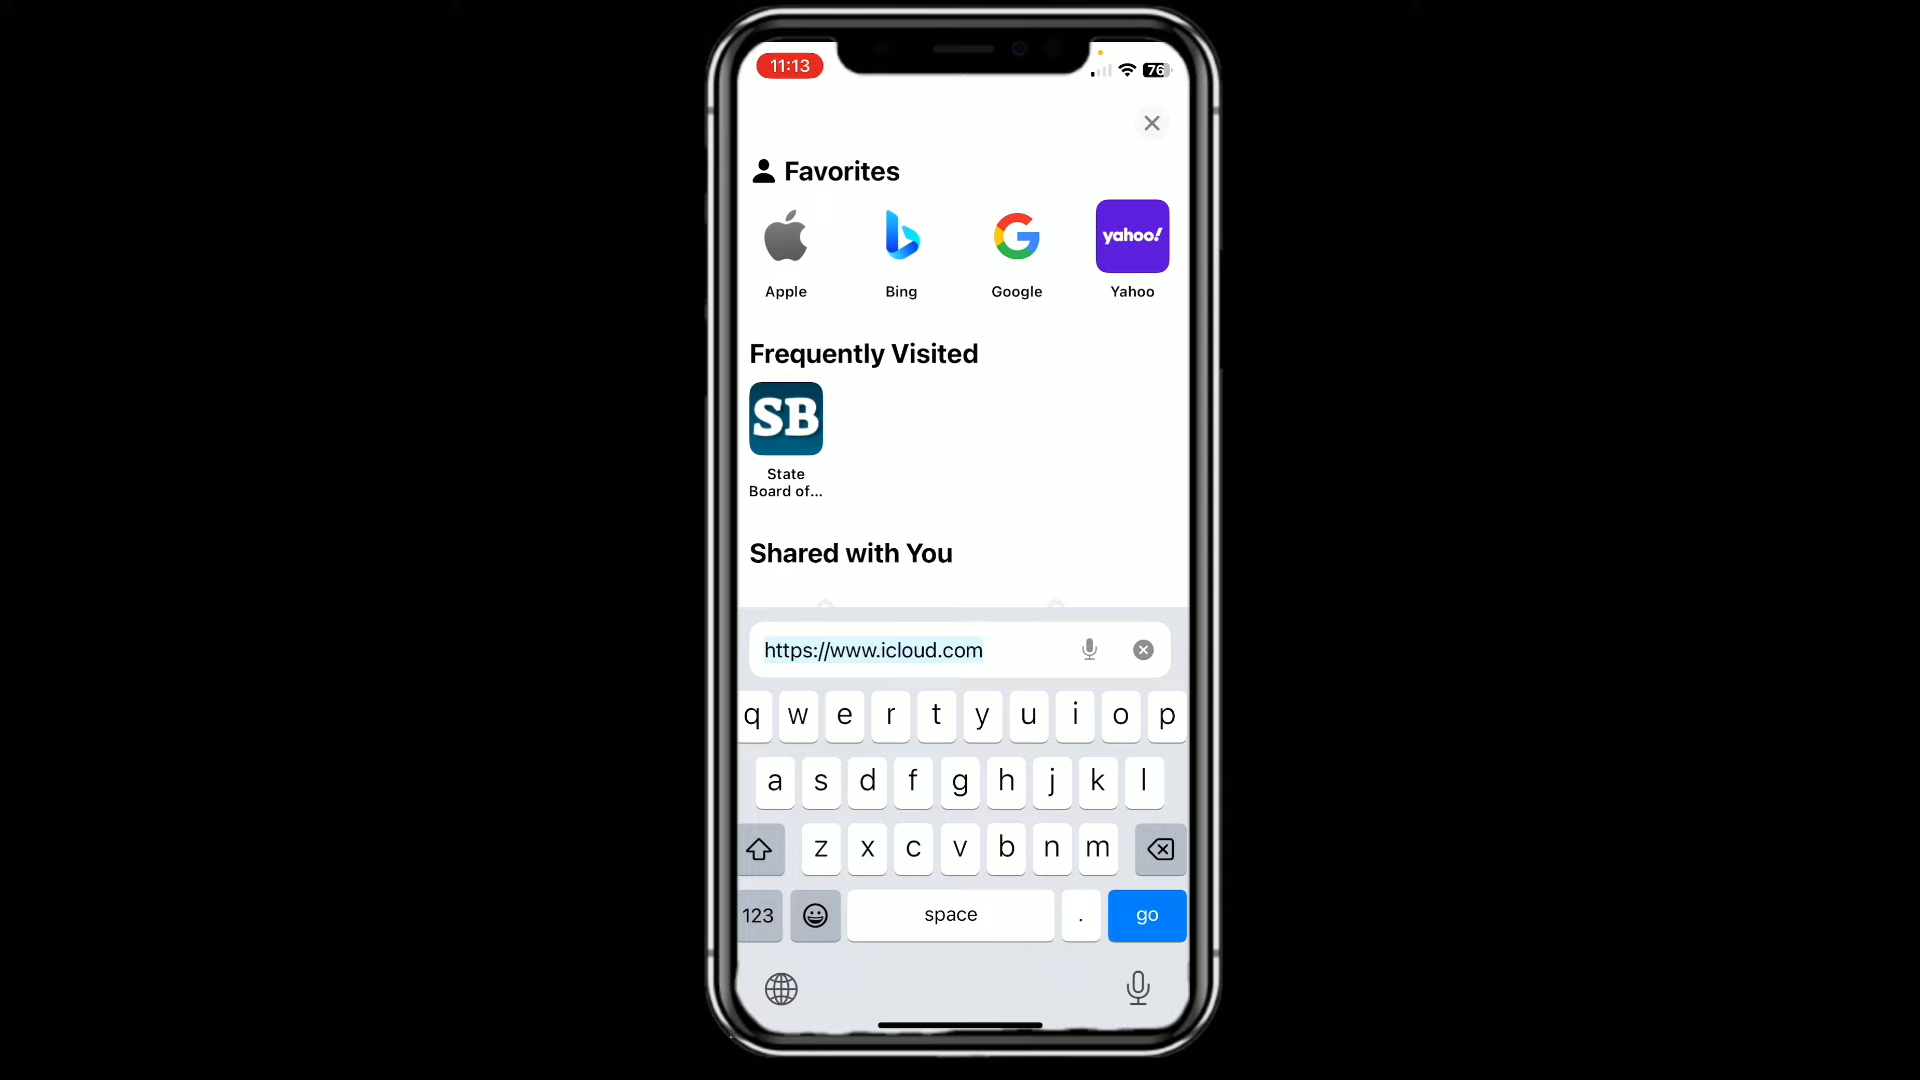 11:13
76
Favorites
yahoo!
Apple
Bing
Google
Yahoo
Frequently Visited
SB
State
Board of...
Shared with You
https://www.icloud.com
q w e r t y u i o p
a s d f g h j k l
z x c v b n m
123
space
.
go